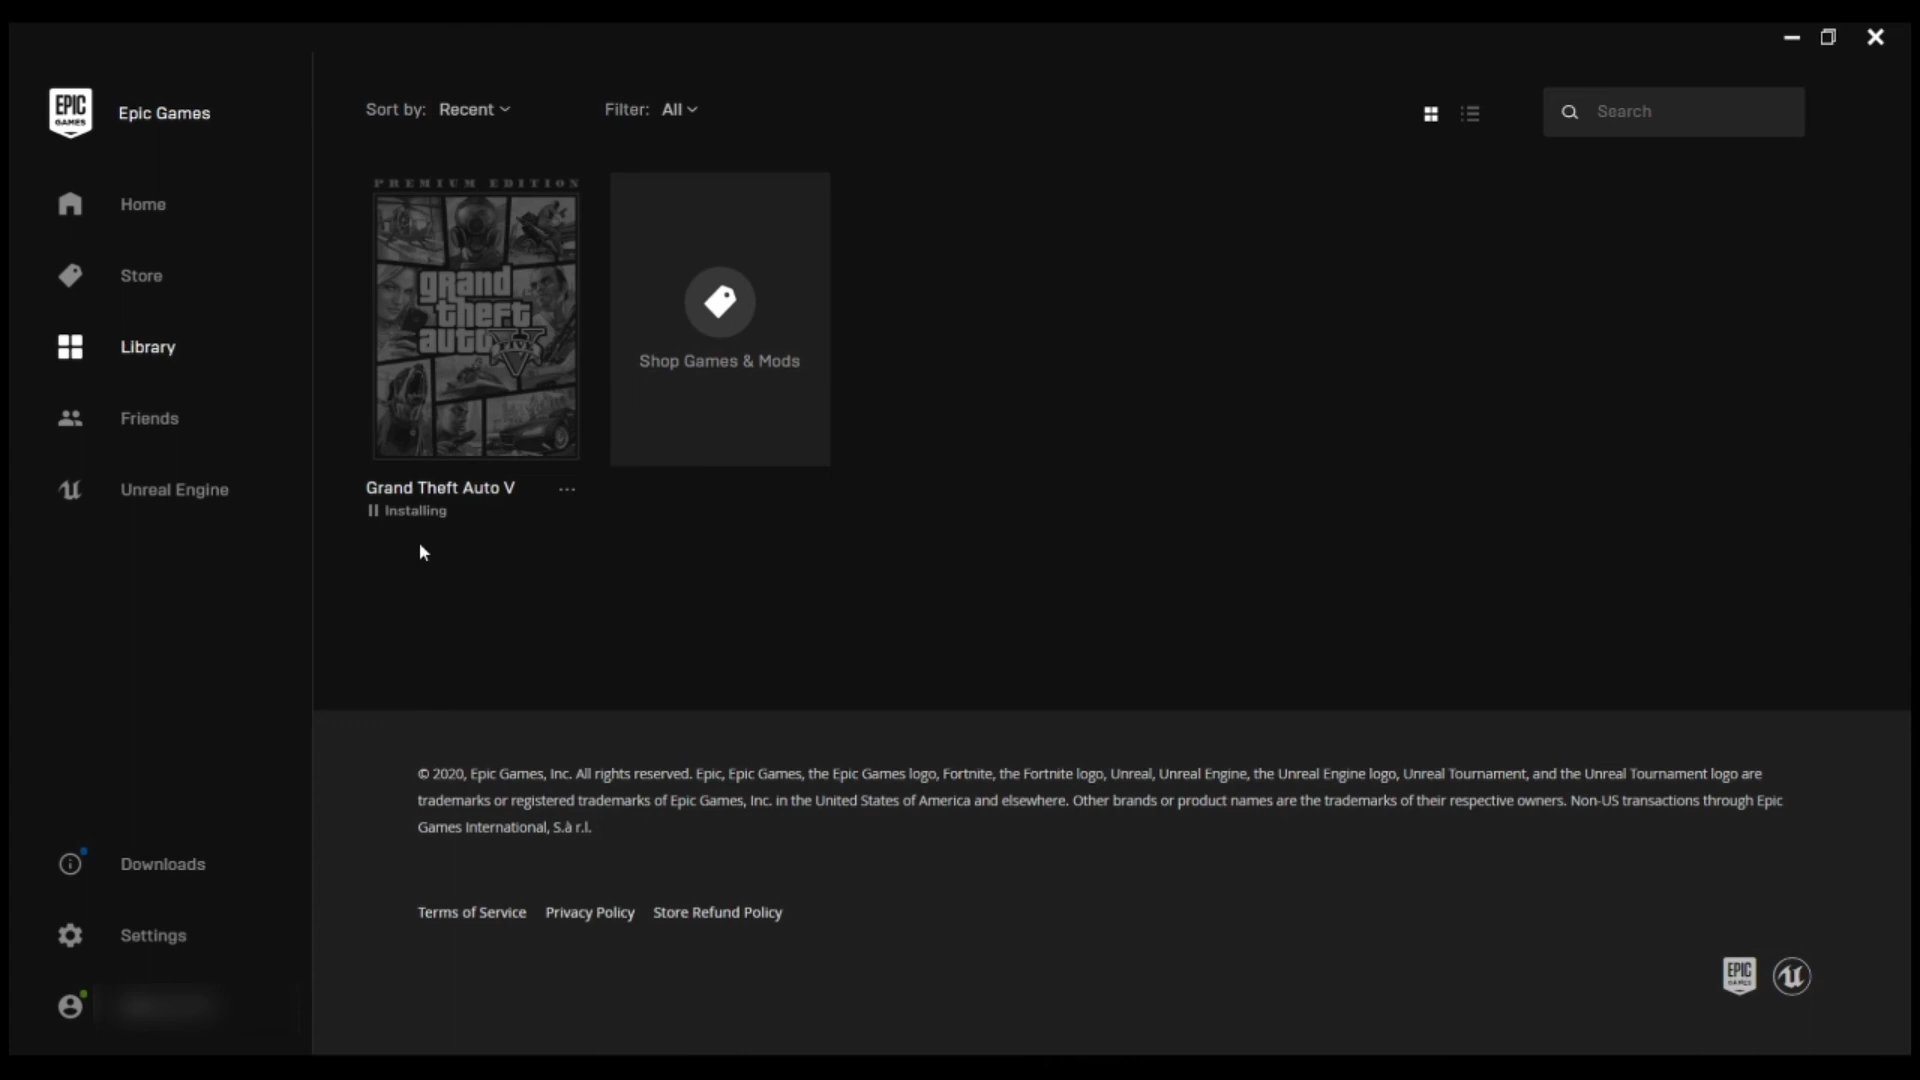 EPIC GAMES
Epic Games
Sort by: Recent
Filter: All
Search
Home
Store
Library
Friends
Unreal Engine
PREMIUM EDITION
grand
theft
auto V
FIVE
Shop Games & Mods
Grand Theft Auto V
...
Installing
© 2020, Epic Games, Inc. All rights reserved. Epic, Epic Games, the Epic Games logo, Fortnite, the Fortnite logo, Unreal, Unreal Engine, the Unreal Engine logo, Unreal Tournament, and the Unreal Tournament logo are
trademarks or registered trademarks of Epic Games, Inc. in the United States of America and elsewhere. Other brands or product names are the trademarks of their respective owners. Non-US transactions through Epic
Games International, S.à r.l.
Downloads
Terms of Service Privacy Policy Store Refund Policy
Settings
EPIC GAMES